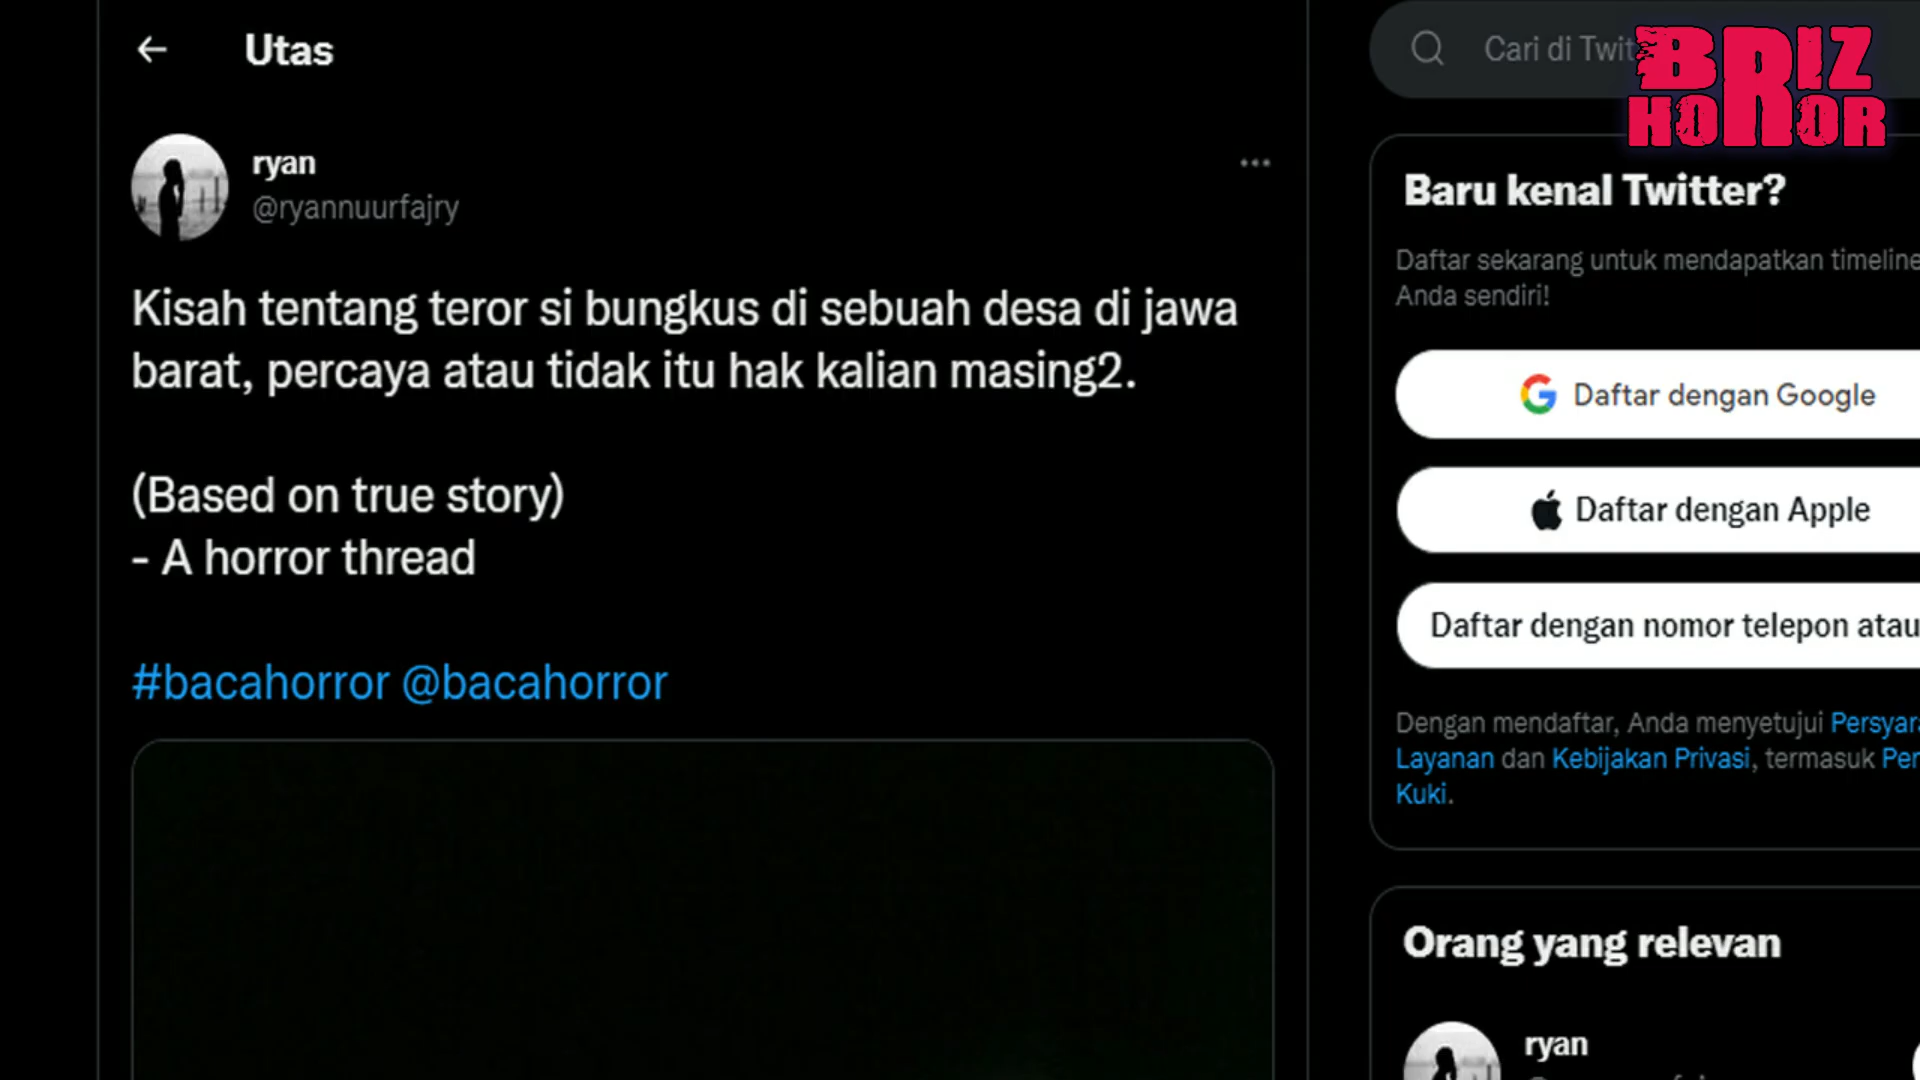 Utas
ryan
@ryannuurfajry
Kisah tentang teror si bungkus di sebuah desa di jawa
barat, percaya atau tidak itu hak kalian masing2.
(Based on true story)
- A horror thread
#bacahorror @bacahorror
Cari di
BRIZ
HOROR
Baru kenal Twitter?
Daftar sekarang untuk mendapatkan timeline
Anda sendiri!
Daftar dengan Google
Daftar dengan Apple
Daftar dengan nomor telepon atau
Dengan mendaftar, Anda menyetujui
Layanan dan Kebijakan Privasi, termasuk
Kuki.
Orang yang relevan
ryan